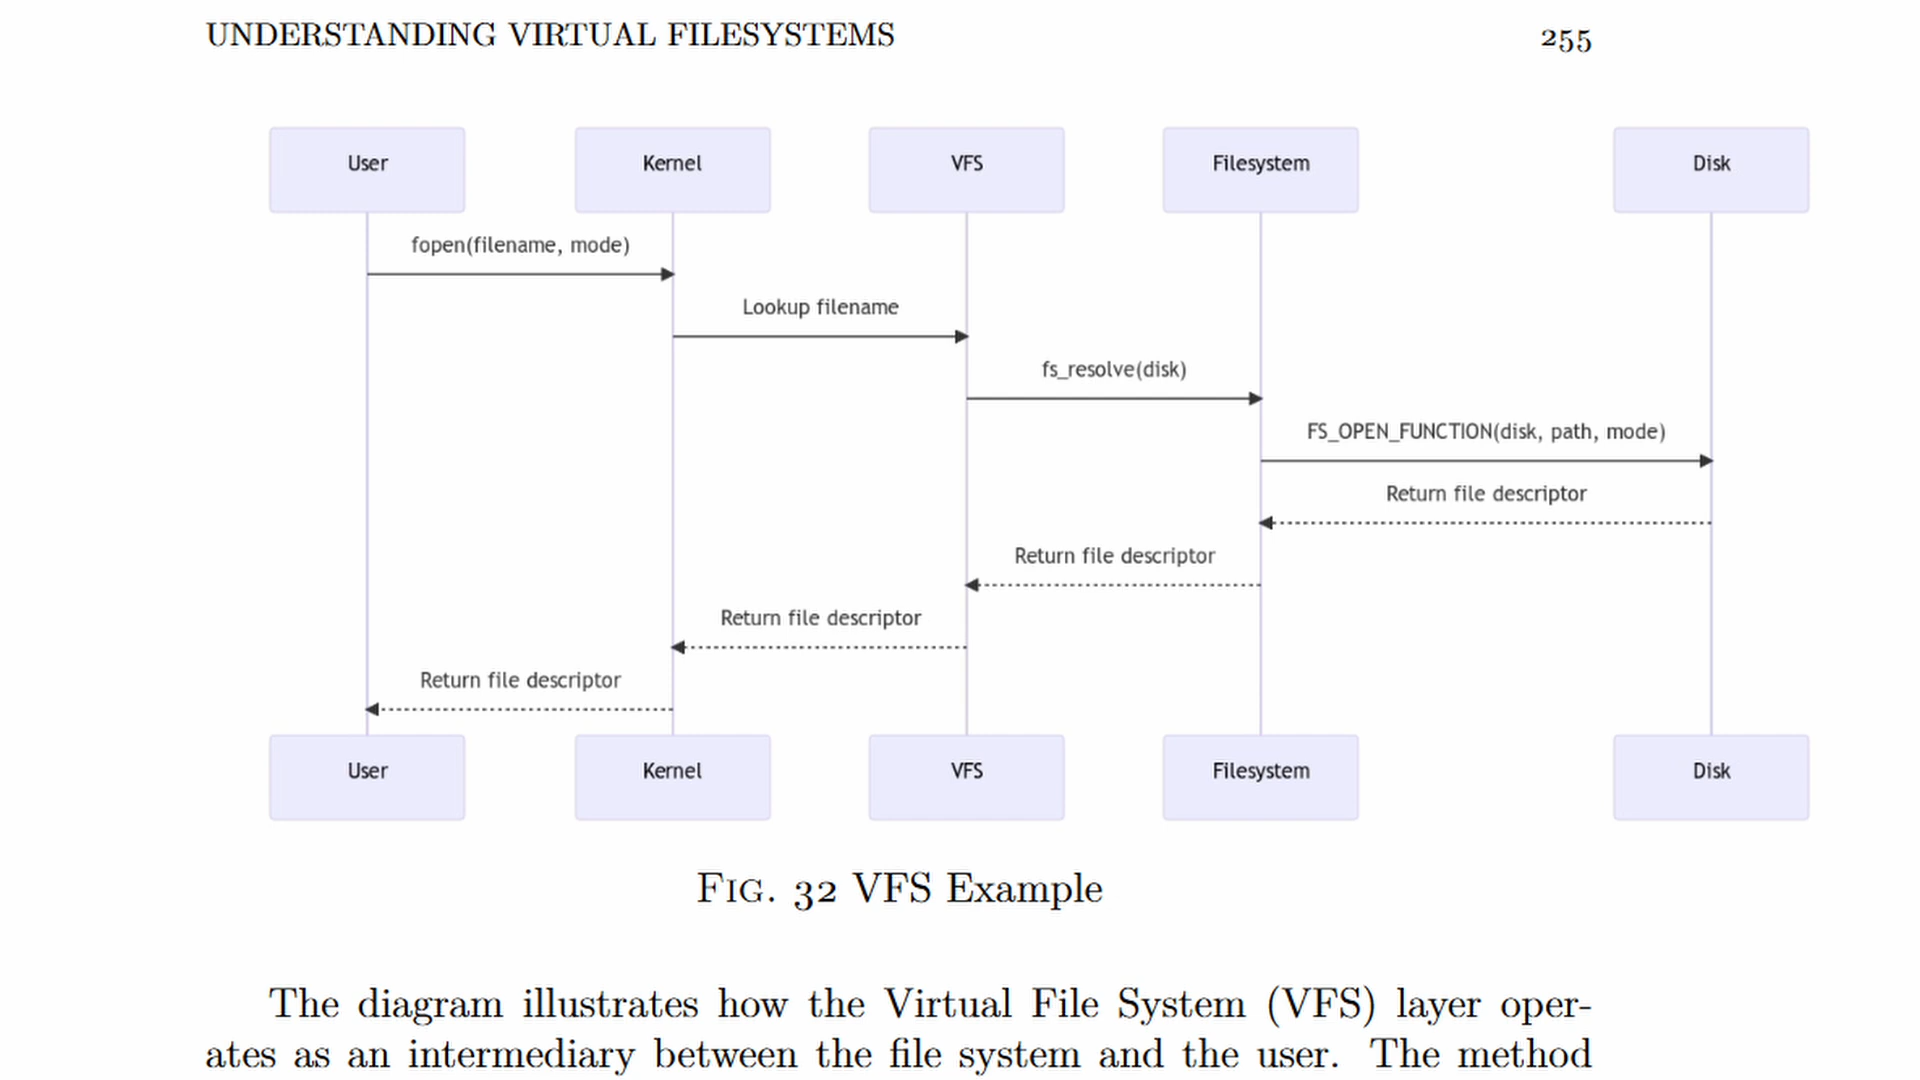 UNDERSTANDING VIRTUAL FILESYSTEMS 255
User Kernel VFS Filesystem Disk
fopen(filename, mode)
Lookup filename
fs_resolve(disk)
FS_OPEN_FUNCTION(disk, path, mode)
Return file descriptor
Return file descriptor
Return file descriptor
Return file descriptor
User Kernel VFS Filesystem Disk
FIG. 32 VFS Example
The diagram illustrates how the Virtual File System (VFS) layer oper-
ates as an intermediary between the file system and the user. The method